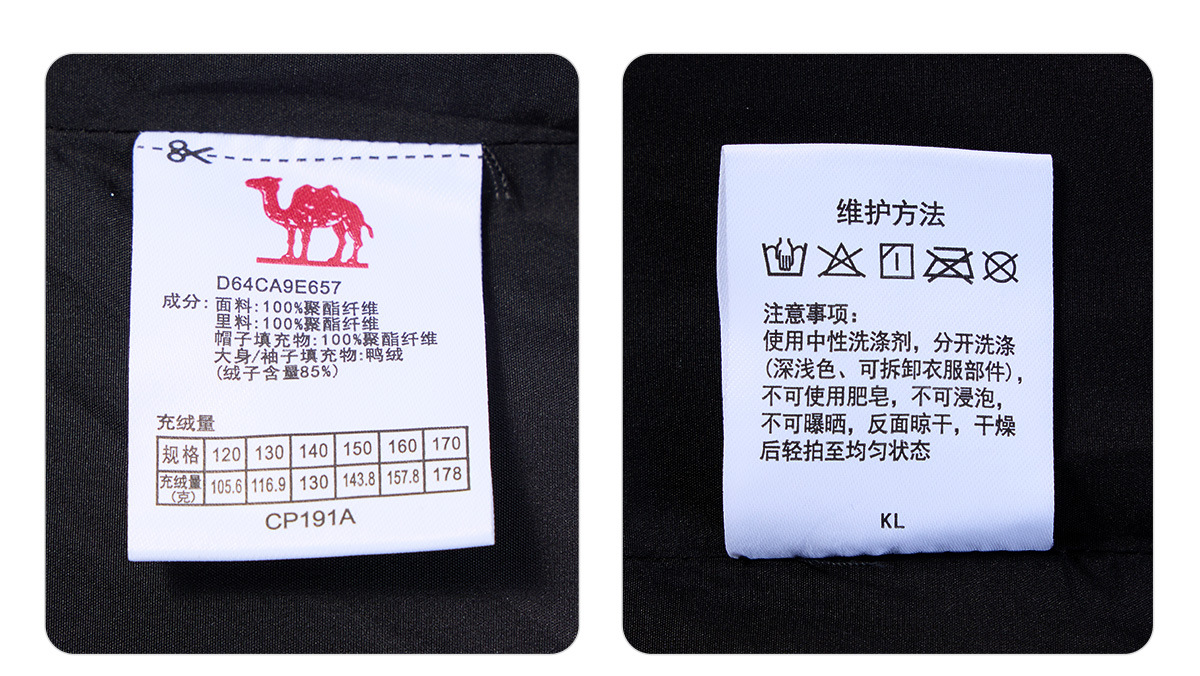 D64CA9E657
成分: 面料:100%聚酯纤维
里料:100%聚酯纤维
帽子填充物:100%聚酯纤维
大身/袖子填充物:鸭绒
(绒子含量85%)
充绒量
规格 120 130 140 150 160 170
充绒量(克) 105.6 116.9 130 143.8 157.8 178
CP191A
维护方法
注意事项:
使用中性洗涤剂，分开洗涤
(深浅色、可拆卸衣服部件)，
不可使用肥皂，不可浸泡，
不可曝晒，反面晾干，干燥
后轻拍至均匀状态
KL